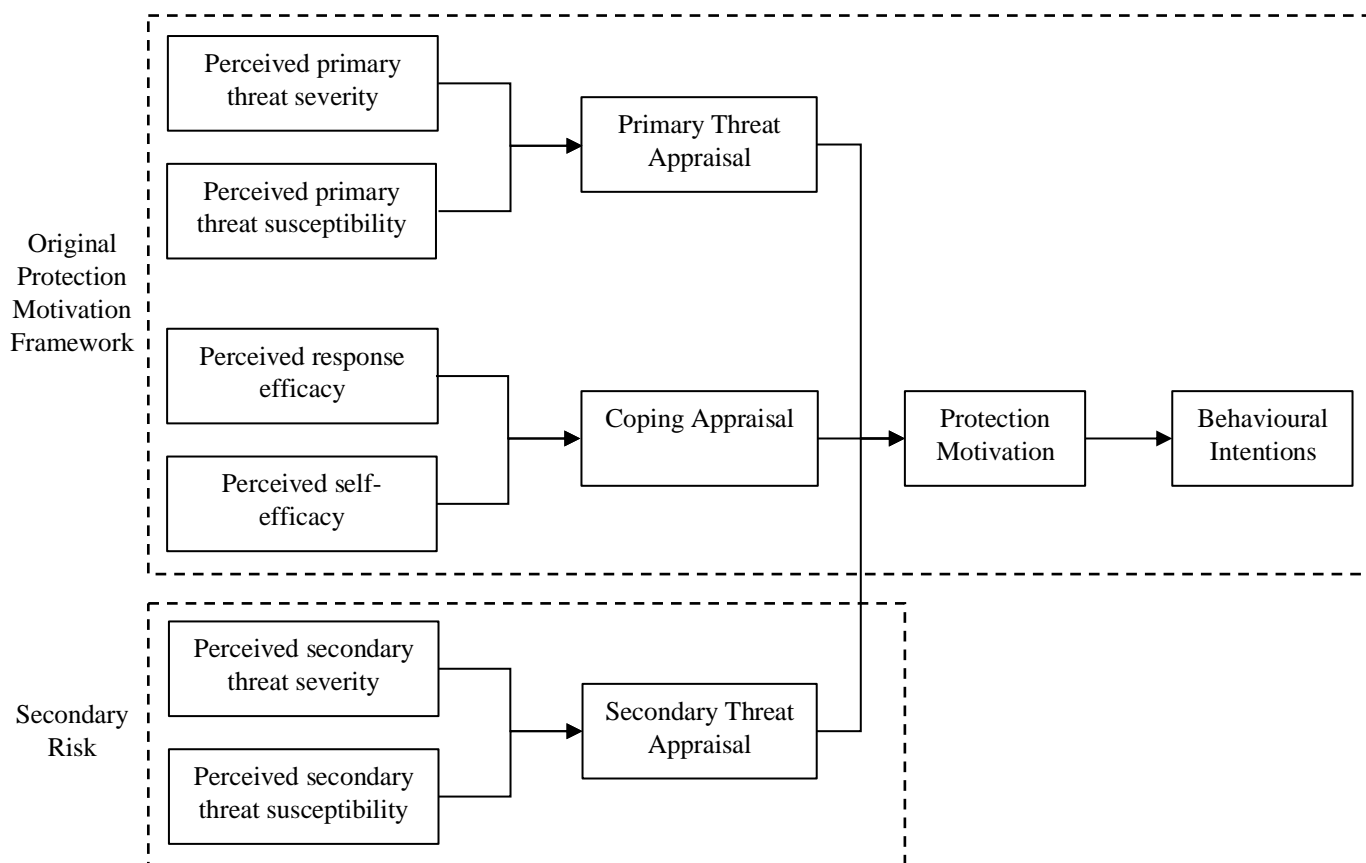 Perceived primary
threat severity
Primary Threat
Appraisal
Perceived primary
threat susceptibility
Original
Protection
Motivation
Framework
Perceived response
efficacy
Coping Appraisal
Protection
Motivation
Behavioural
Intentions
Perceived self-
efficacy
Perceived secondary
threat severity
Secondary
Risk
Secondary Threat
Appraisal
Perceived secondary
threat susceptibility